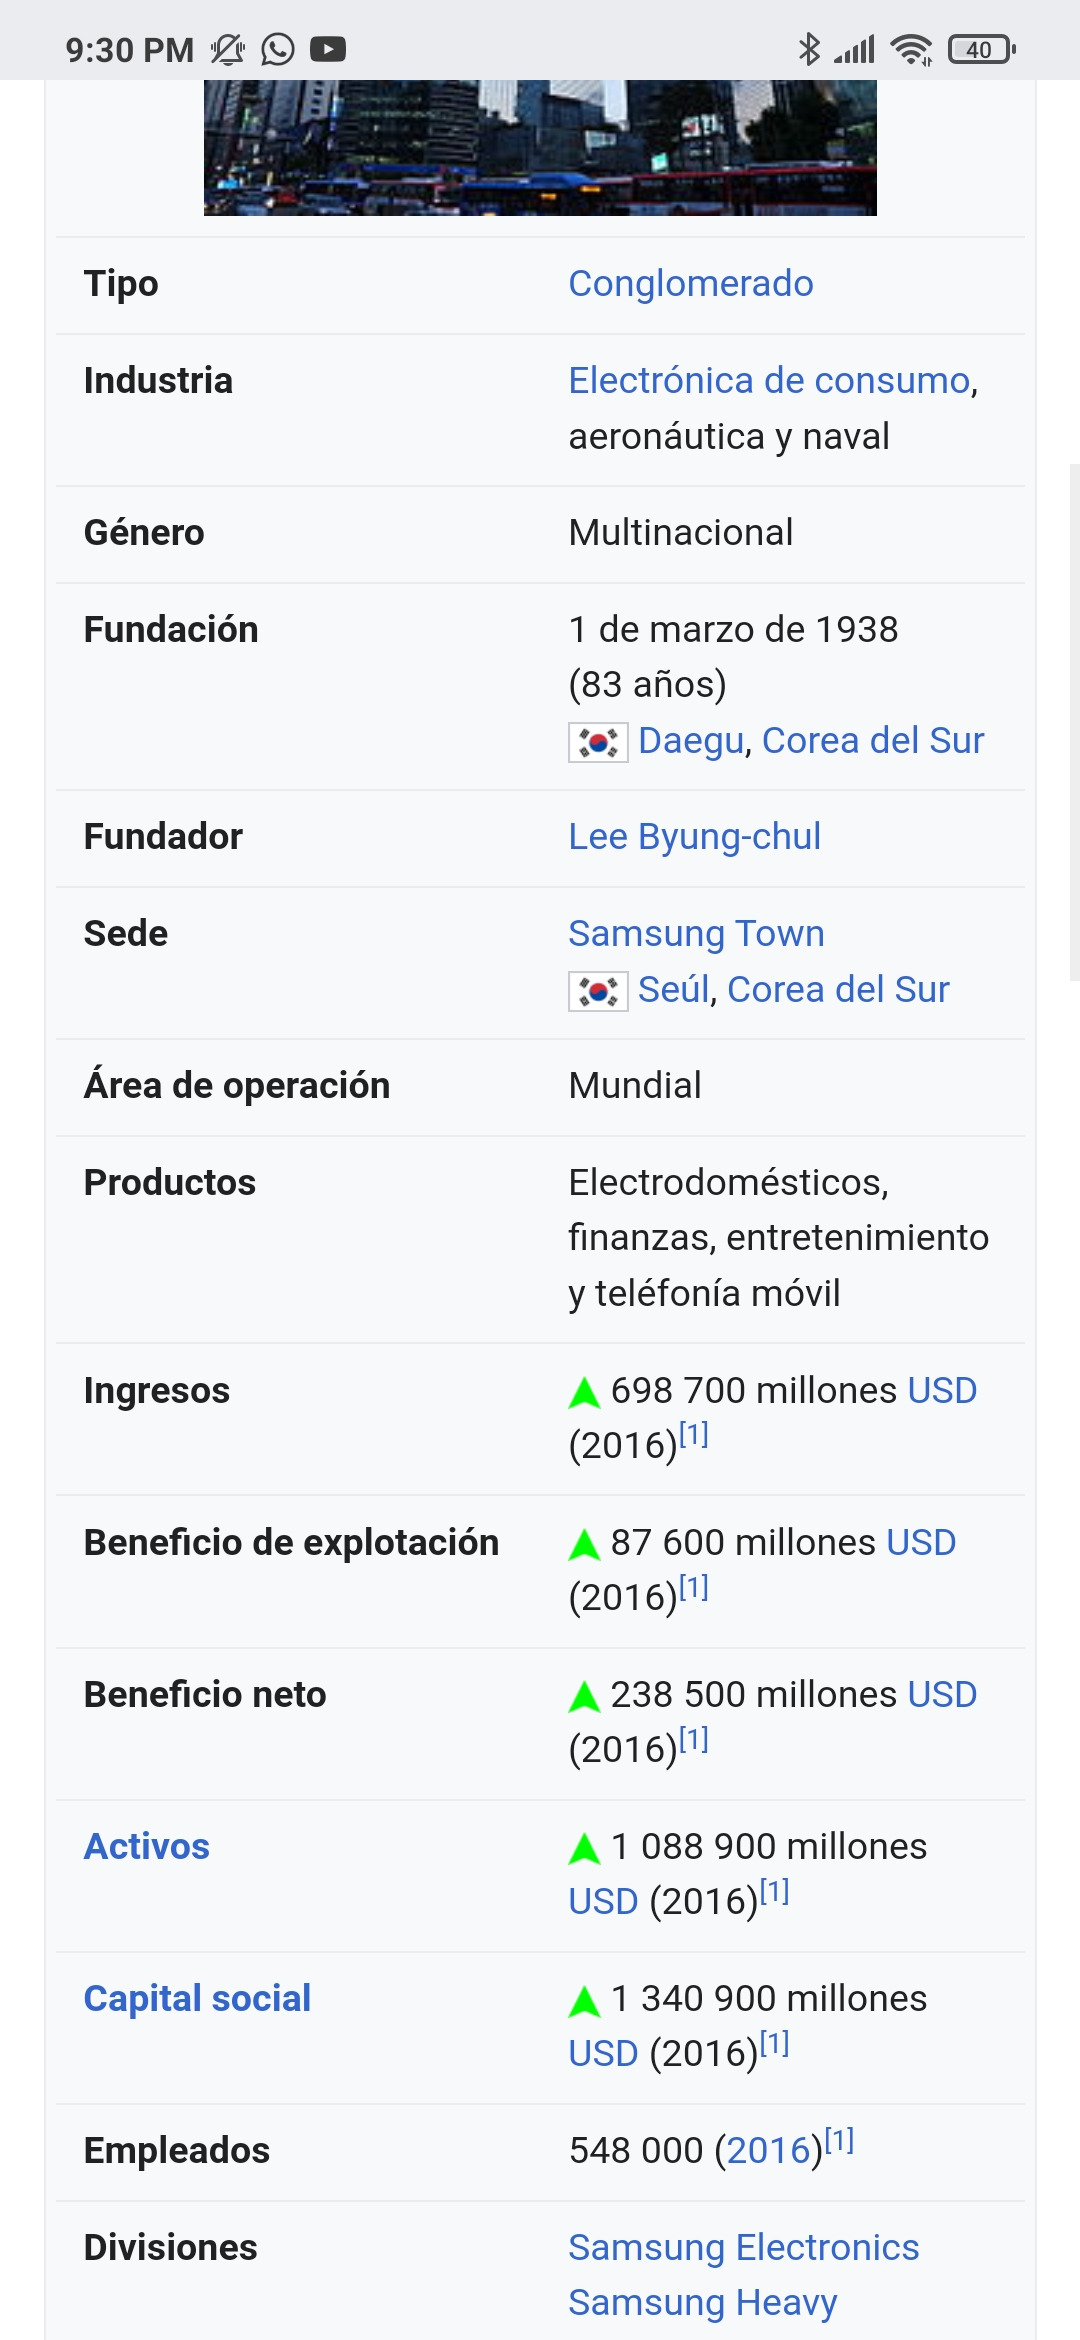 9:30 PM
40
Tipo
Conglomerado
Industria
Electrónica de consumo,
aeronáutica y naval
Género
Multinacional
Fundación
1 de marzo de 1938
(83 años)
Daegu, Corea del Sur
Fundador
Lee Byung-chul
Sede
Samsung Town
Seúl, Corea del Sur
Área de operación
Mundial
Productos
Electrodomésticos,
finanzas, entretenimiento
y teléfonía móvil
Ingresos
698 700 millones USD
(2016)[1]
Beneficio de explotación
87 600 millones USD
(2016)[1]
Beneficio neto
238 500 millones USD
(2016)[1]
Activos
1 088 900 millones
USD (2016)[1]
Capital social
1 340 900 millones
USD (2016)[1]
Empleados
548 000 (2016)[1]
Divisiones
Samsung Electronics
Samsung Heavy